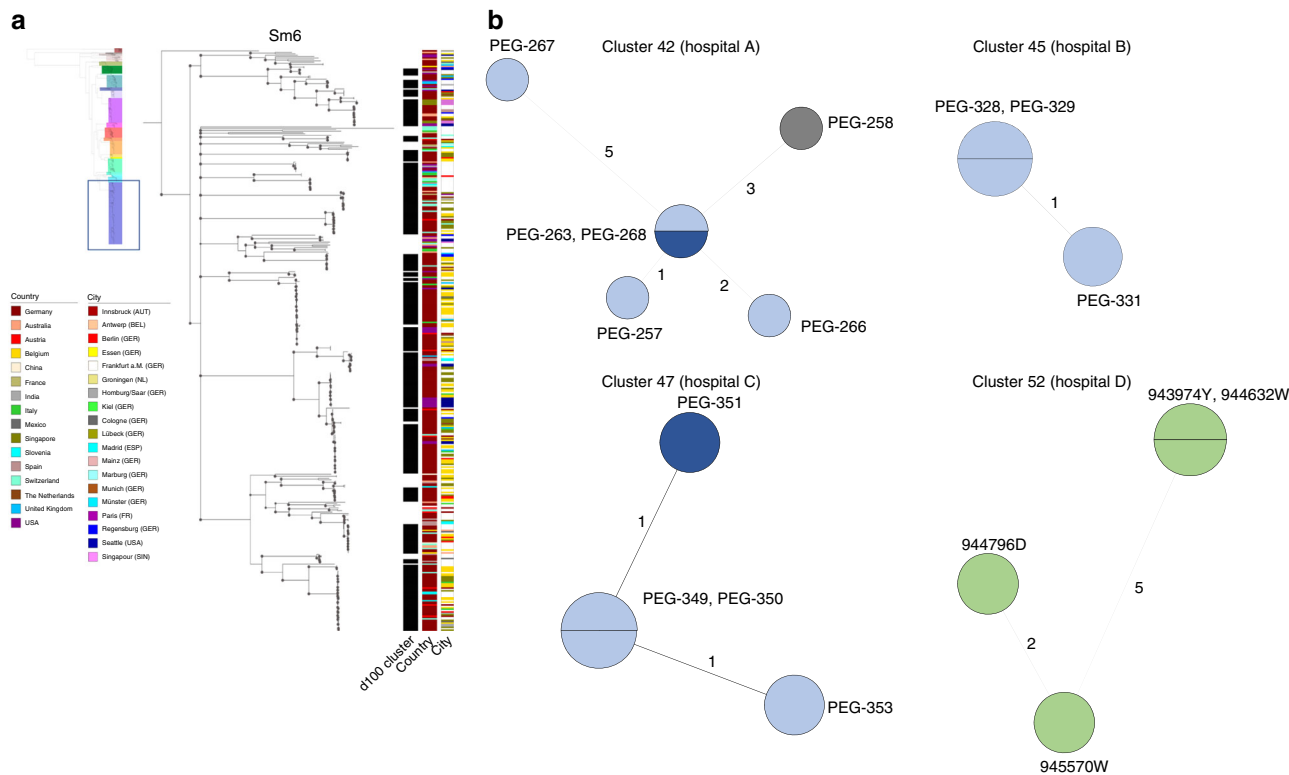 a
Sm6
Country
Germany
Australia
Austria
Belgium
China
France
India
Italy
Mexico
Singapore
Slovenia
Spain
Switzerland
The Netherlands
United Kingdom
USA
City
Innsbruck (AUT)
Antwerp (BEL)
Berlin (GER)
Essen (GER)
Frankfurt a.M. (GER)
Groningen (NL)
Homburg/Saar (GER)
Kiel (GER)
Cologne (GER)
Lübeck (GER)
Madrid (ESP)
Mainz (GER)
Marburg (GER)
Munich (GER)
Münster (GER)
Paris (FR)
Regensburg (GER)
Seattle (USA)
Singapour (SIN)
d100 cluster
Country
City
b
Cluster 42 (hospital A)
PEG-267
PEG-258
5
3
PEG-263, PEG-268
1
2
PEG-257
PEG-266
Cluster 45 (hospital B)
PEG-328, PEG-329
1
PEG-331
Cluster 47 (hospital C)
PEG-351
1
PEG-349, PEG-350
1
PEG-353
Cluster 52 (hospital D)
943974Y, 944632W
944796D
5
2
945570W